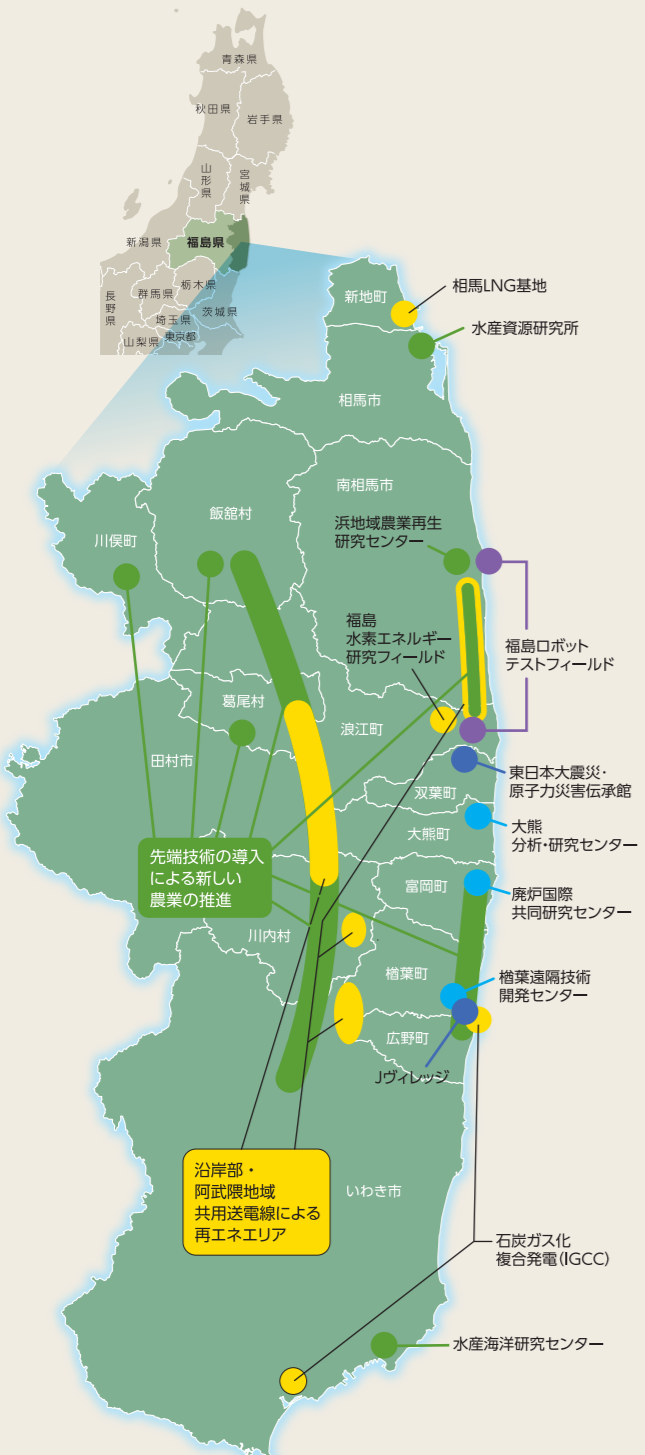 青森県
秋田県
岩手県
山形県
宮城県
新潟県
福島県
長野県
群馬県
栃木県
埼玉県
茨城県
山梨県
東京都
新地町
相馬LNG基地
水産資源研究所
相馬市
南相馬市
飯舘村
川俣町
浜地域農業再生
研究センター
福島
水素エネルギー
研究フィールド
福島ロボット
テストフィールド
葛尾村
浪江町
田村市
東日本大震災・
原子力災害伝承館
双葉町
大熊町
大熊
分析・研究センター
先端技術の導入
による新しい
農業の推進
富岡町
廃炉国際
共同研究センター
川内村
楢葉町
楢葉遠隔技術
開発センター
広野町
Jヴィレッジ
沿岸部・
阿武隈地域
共用送電線による
再エネエリア
いわき市
石炭ガス化
複合発電(IGCC)
水産海洋研究センター